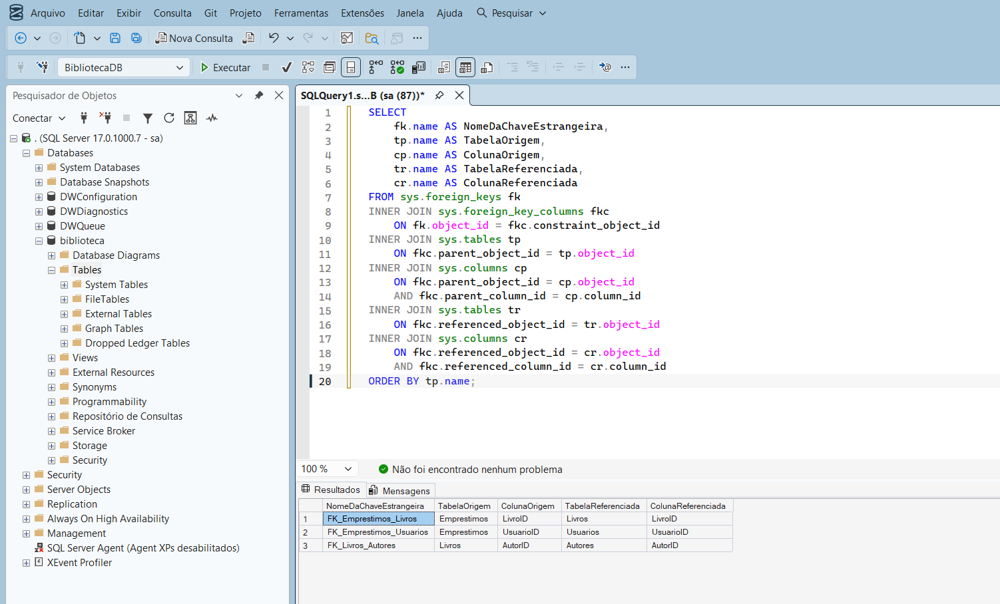 Arquivo Editar Exibir Consulta Git Projeto Ferramentas Extensões Janela Ajuda Pesquisar
Nova Consulta
BibliotecaDB Executar
Pesquisador de Objetos
Conectar
. (SQL Server 17.0.1000.7 - sa)
Databases
System Databases
Database Snapshots
DWConfiguration
DWDiagnostics
DWQueue
biblioteca
Database Diagrams
Tables
System Tables
FileTables
External Tables
Graph Tables
Dropped Ledger Tables
Views
External Resources
Synonyms
Programmability
Repositório de Consultas
Service Broker
Storage
Security
Security
Server Objects
Replication
Always On High Availability
Management
SQL Server Agent (Agent XPs desabilitados)
XEvent Profiler
SQLQuery1.s...B (sa (87))*
1 SELECT
2 fk.name AS NomeDaChaveEstrangeira,
3 tp.name AS TabelaOrigem,
4 cp.name AS ColunaOrigem,
5 tr.name AS TabelaReferenciada,
6 cr.name AS ColunaReferenciada
7 FROM sys.foreign_keys fk
8 INNER JOIN sys.foreign_key_columns fkc
9 ON fk.object_id = fkc.constraint_object_id
10 INNER JOIN sys.tables tp
11 ON fkc.parent_object_id = tp.object_id
12 INNER JOIN sys.columns cp
13 ON fkc.parent_object_id = cp.object_id
14 AND fkc.parent_column_id = cp.column_id
15 INNER JOIN sys.tables tr
16 ON fkc.referenced_object_id = tr.object_id
17 INNER JOIN sys.columns cr
18 ON fkc.referenced_object_id = cr.object_id
19 AND fkc.referenced_column_id = cr.column_id
20 ORDER BY tp.name;
100 % Não foi encontrado nenhum problema
Resultados Mensagens
NomeDaChaveEstrangeira TabelaOrigem ColunaOrigem TabelaReferenciada ColunaReferenciada
1 FK_Emprestimos_Livros Emprestimos LivroID Livros LivroID
2 FK_Emprestimos_Usuarios Emprestimos UsuarioID Usuarios UsuarioID
3 FK_Livros_Autores Livros AutorID Autores AutorID